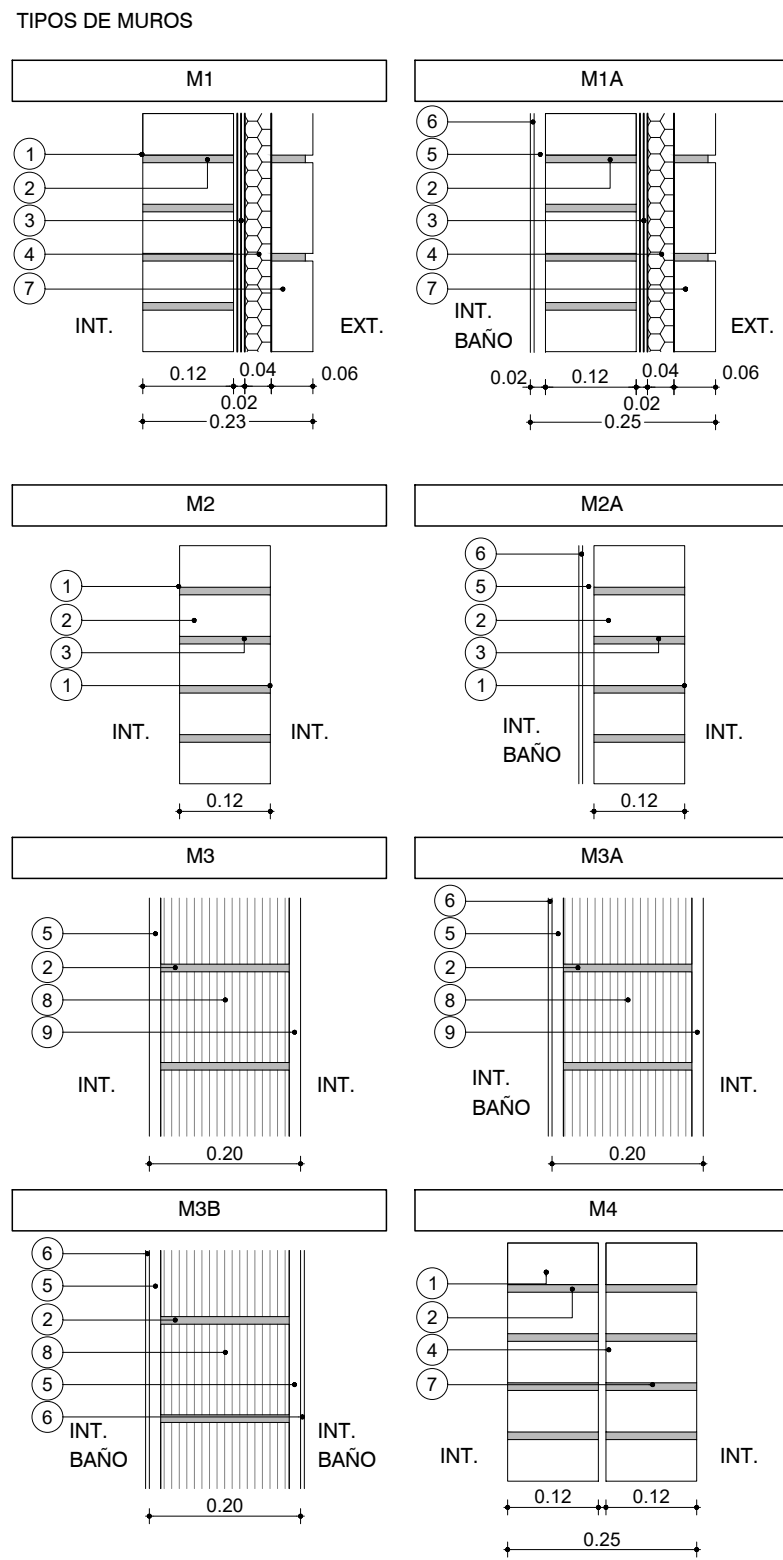 TIPOS DE MUROS
M1
1
2
3
4
7
INT.
EXT.
0.12
0.04
0.06
0.02
0.23
M1A
6
5
1
2
3
4
7
INT.
BAÑO
EXT.
0.02
0.12
0.04
0.06
0.02
0.25
M2
1
2
3
1
INT.
INT.
0.12
M2A
6
5
2
3
1
INT.
BAÑO
INT.
0.12
M3
5
2
8
9
INT.
INT.
0.20
M3A
6
5
2
8
9
INT.
BAÑO
INT.
0.20
M3B
6
5
2
8
5
6
INT.
BAÑO
INT.
BAÑO
0.20
M4
1
2
4
7
INT.
INT.
0.12
0.12
0.25